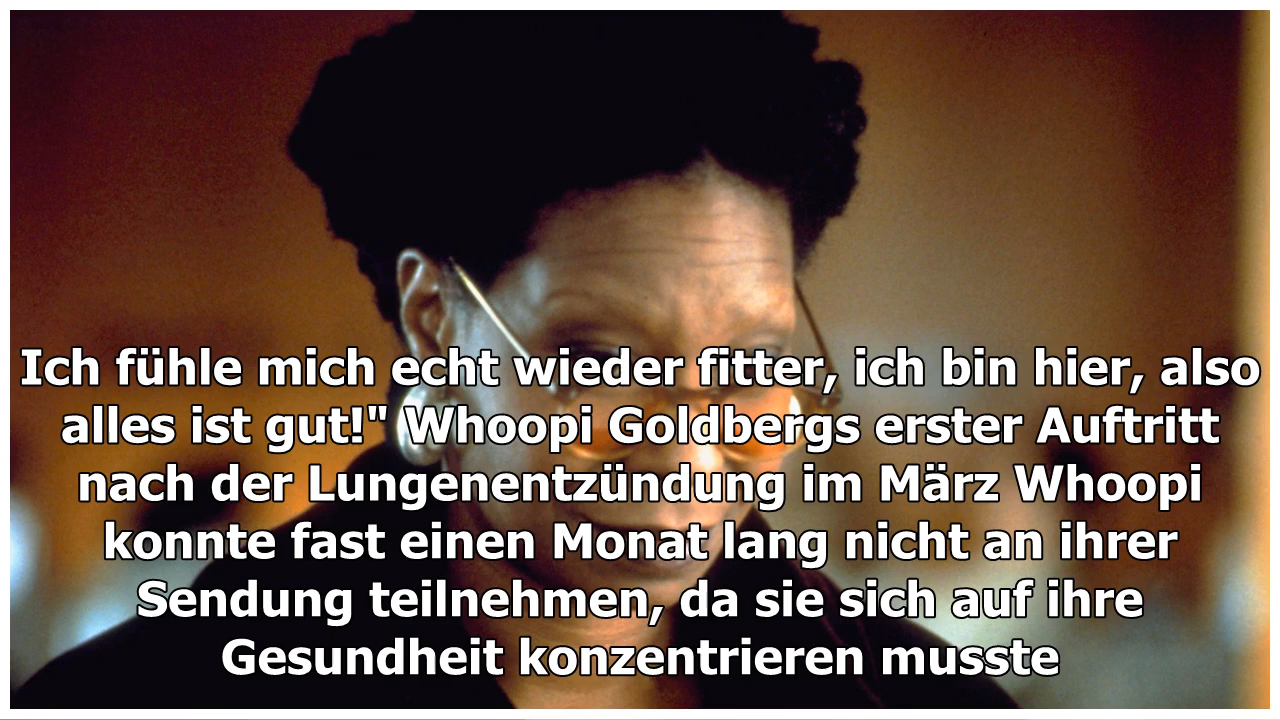 Ich fühle mich echt wieder fitter, ich bin hier, also
alles ist gut!" Whoopi Goldbergs erster Auftritt
nach der Lungenentzündung im März Whoopi
konnte fast einen Monat lang nicht an ihrer
Sendung teilnehmen, da sie sich auf ihre
Gesundheit konzentrieren musste